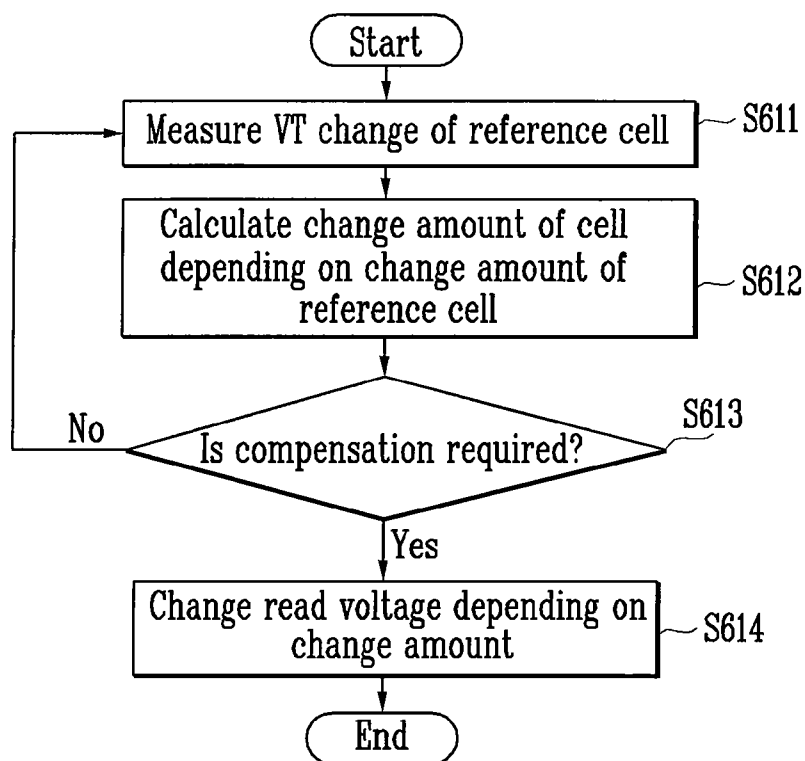 Start
Measure VT change of reference cell
S611
Calculate change amount of cell
depending on change amount of
reference cell
S612
Is compensation required?
S613
No
Yes
Change read voltage depending on
change amount
S614
End